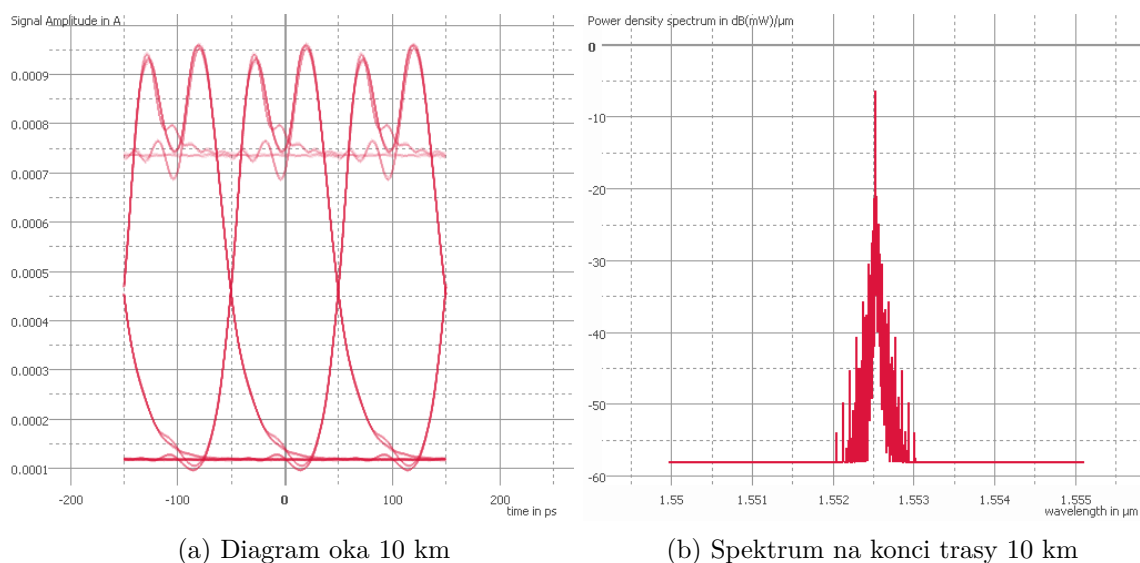 Signal Amplitude in A
0.0009
0.0008
0.0007
0.0006
0.0005
0.0004
0.0003
0.0002
0.0001
-200 -100 0 100 200
time in ps
Power density spectrum in dB(mW)/µm
0
-10
-20
-30
-40
-50
-60
1.55 1.551 1.552 1.553 1.554 1.555
wavelength in µm
(a) Diagram oka 10 km
(b) Spektrum na konci trasy 10 km